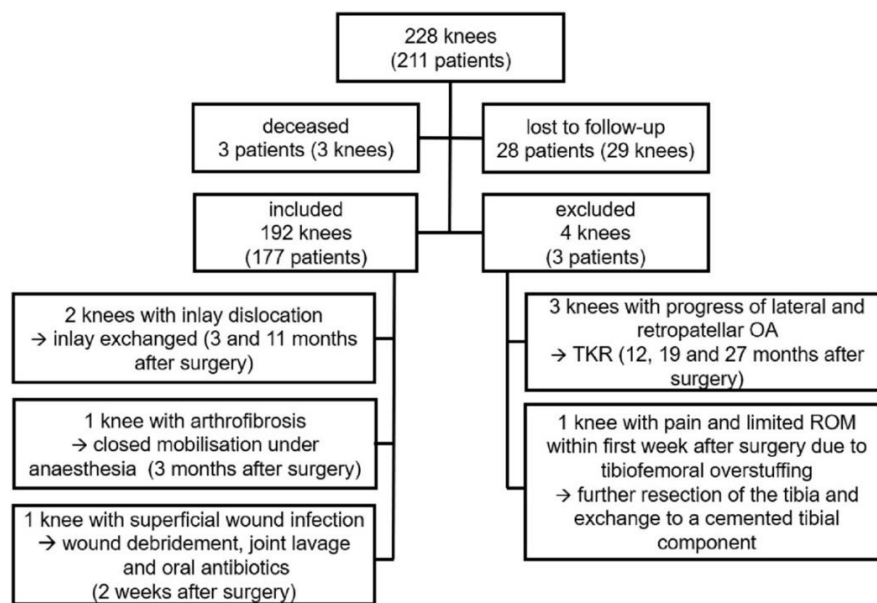 228 knees
(211 patients)
deceased
3 patients (3 knees)
lost to follow-up
28 patients (29 knees)
included
192 knees
(177 patients)
excluded
4 knees
(3 patients)
2 knees with inlay dislocation
→ inlay exchanged (3 and 11 months
after surgery)
3 knees with progress of lateral and
retropatellar OA
→ TKR (12, 19 and 27 months after
surgery)
1 knee with arthrofibrosis
→ closed mobilisation under
anaesthesia (3 months after surgery)
1 knee with pain and limited ROM
within first week after surgery due to
tibiofemoral overstuffing
→ further resection of the tibia and
exchange to a cemented tibial
component
1 knee with superficial wound infection
→ wound debridement, joint lavage
and oral antibiotics
(2 weeks after surgery)